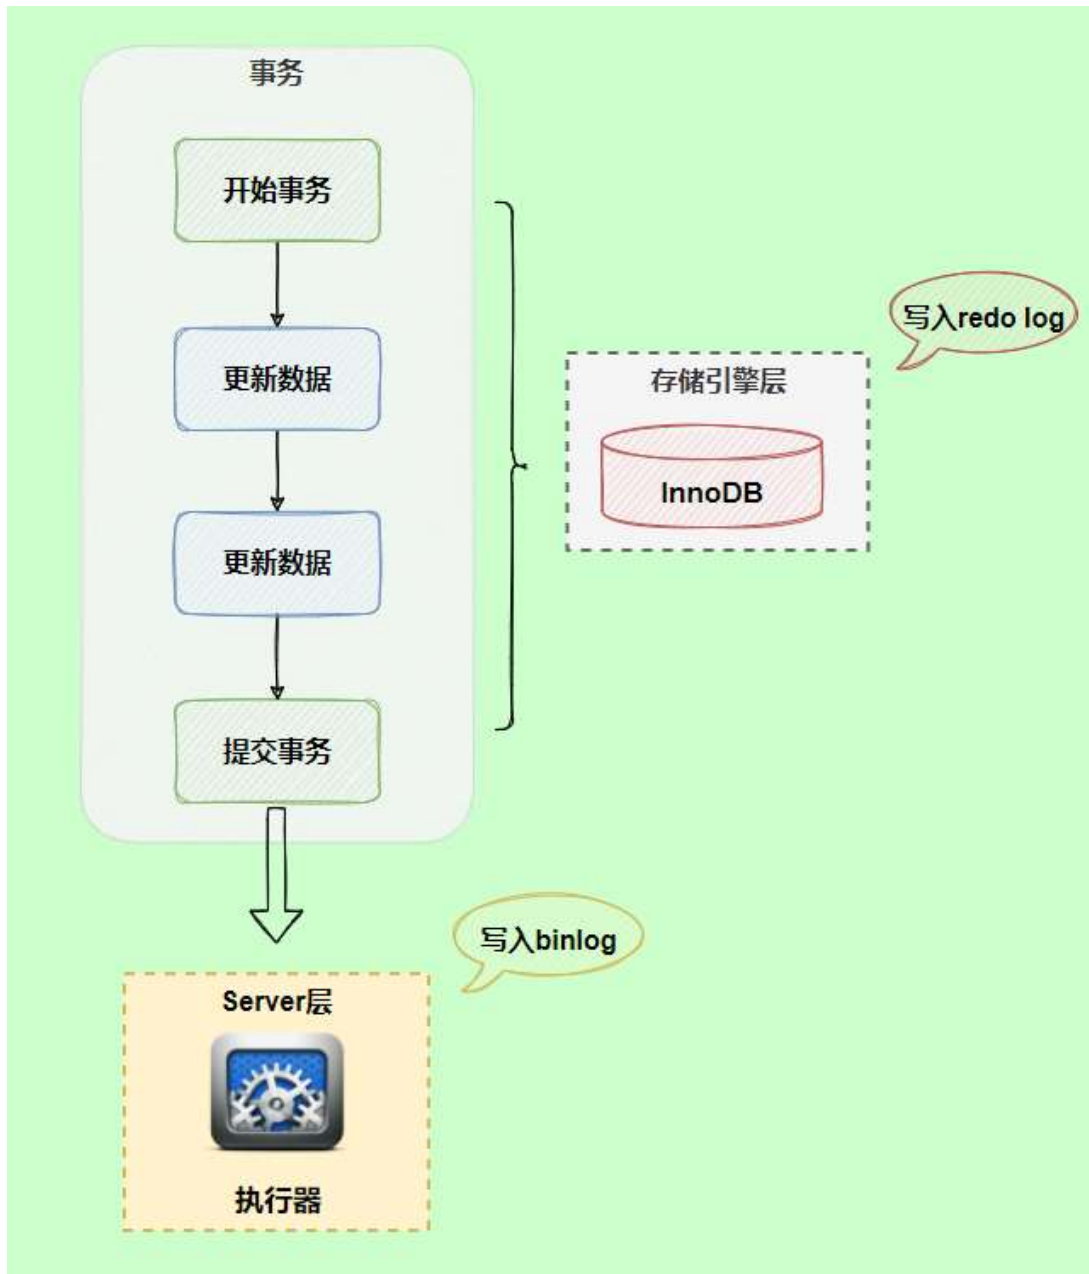 事务
开始事务
更新数据
更新数据
提交事务
写入redo log
存储引擎层
InnoDB
写入binlog
Server层
执行器